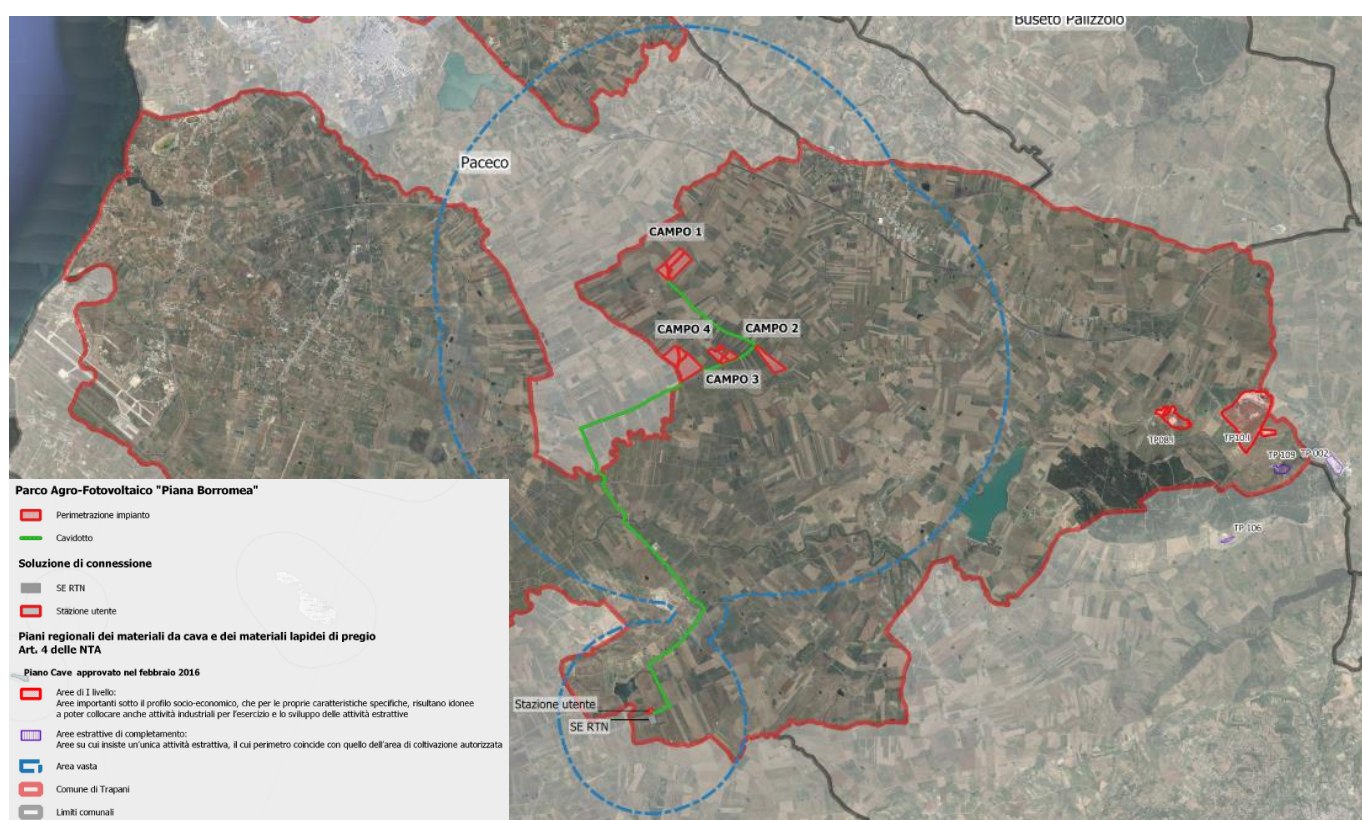 Buseto Palizzolo
Paceco
CAMPO 1
CAMPO 4
CAMPO 2
CAMPO 3
TP08.I
TP10.I
TP 109
TP 002
TP 106
Stazione utente
SE RTN
Parco Agro-Fotovoltaico "Piana Borromea"
Perimetrazione impianto
Cavidotto
Soluzione di connessione
SE RTN
Stazione utente
Piani regionali dei materiali da cava e dei materiali lapidei di pregio
Art. 4 delle NTA
Piano Cave approvato nel febbraio 2016
Aree di I livello:
Aree importanti sotto il profilo socio-economico, che per le proprie caratteristiche specifiche, risultano idonee
a poter collocare anche attività industriali per l'esercizio e lo sviluppo delle attività estrattive
Aree estrattive di completamento:
Aree su cui insiste un'unica attività estrattiva, il cui perimetro coincide con quello dell'area di coltivazione autorizzata
Area vasta
Comune di Trapani
Limiti comunali